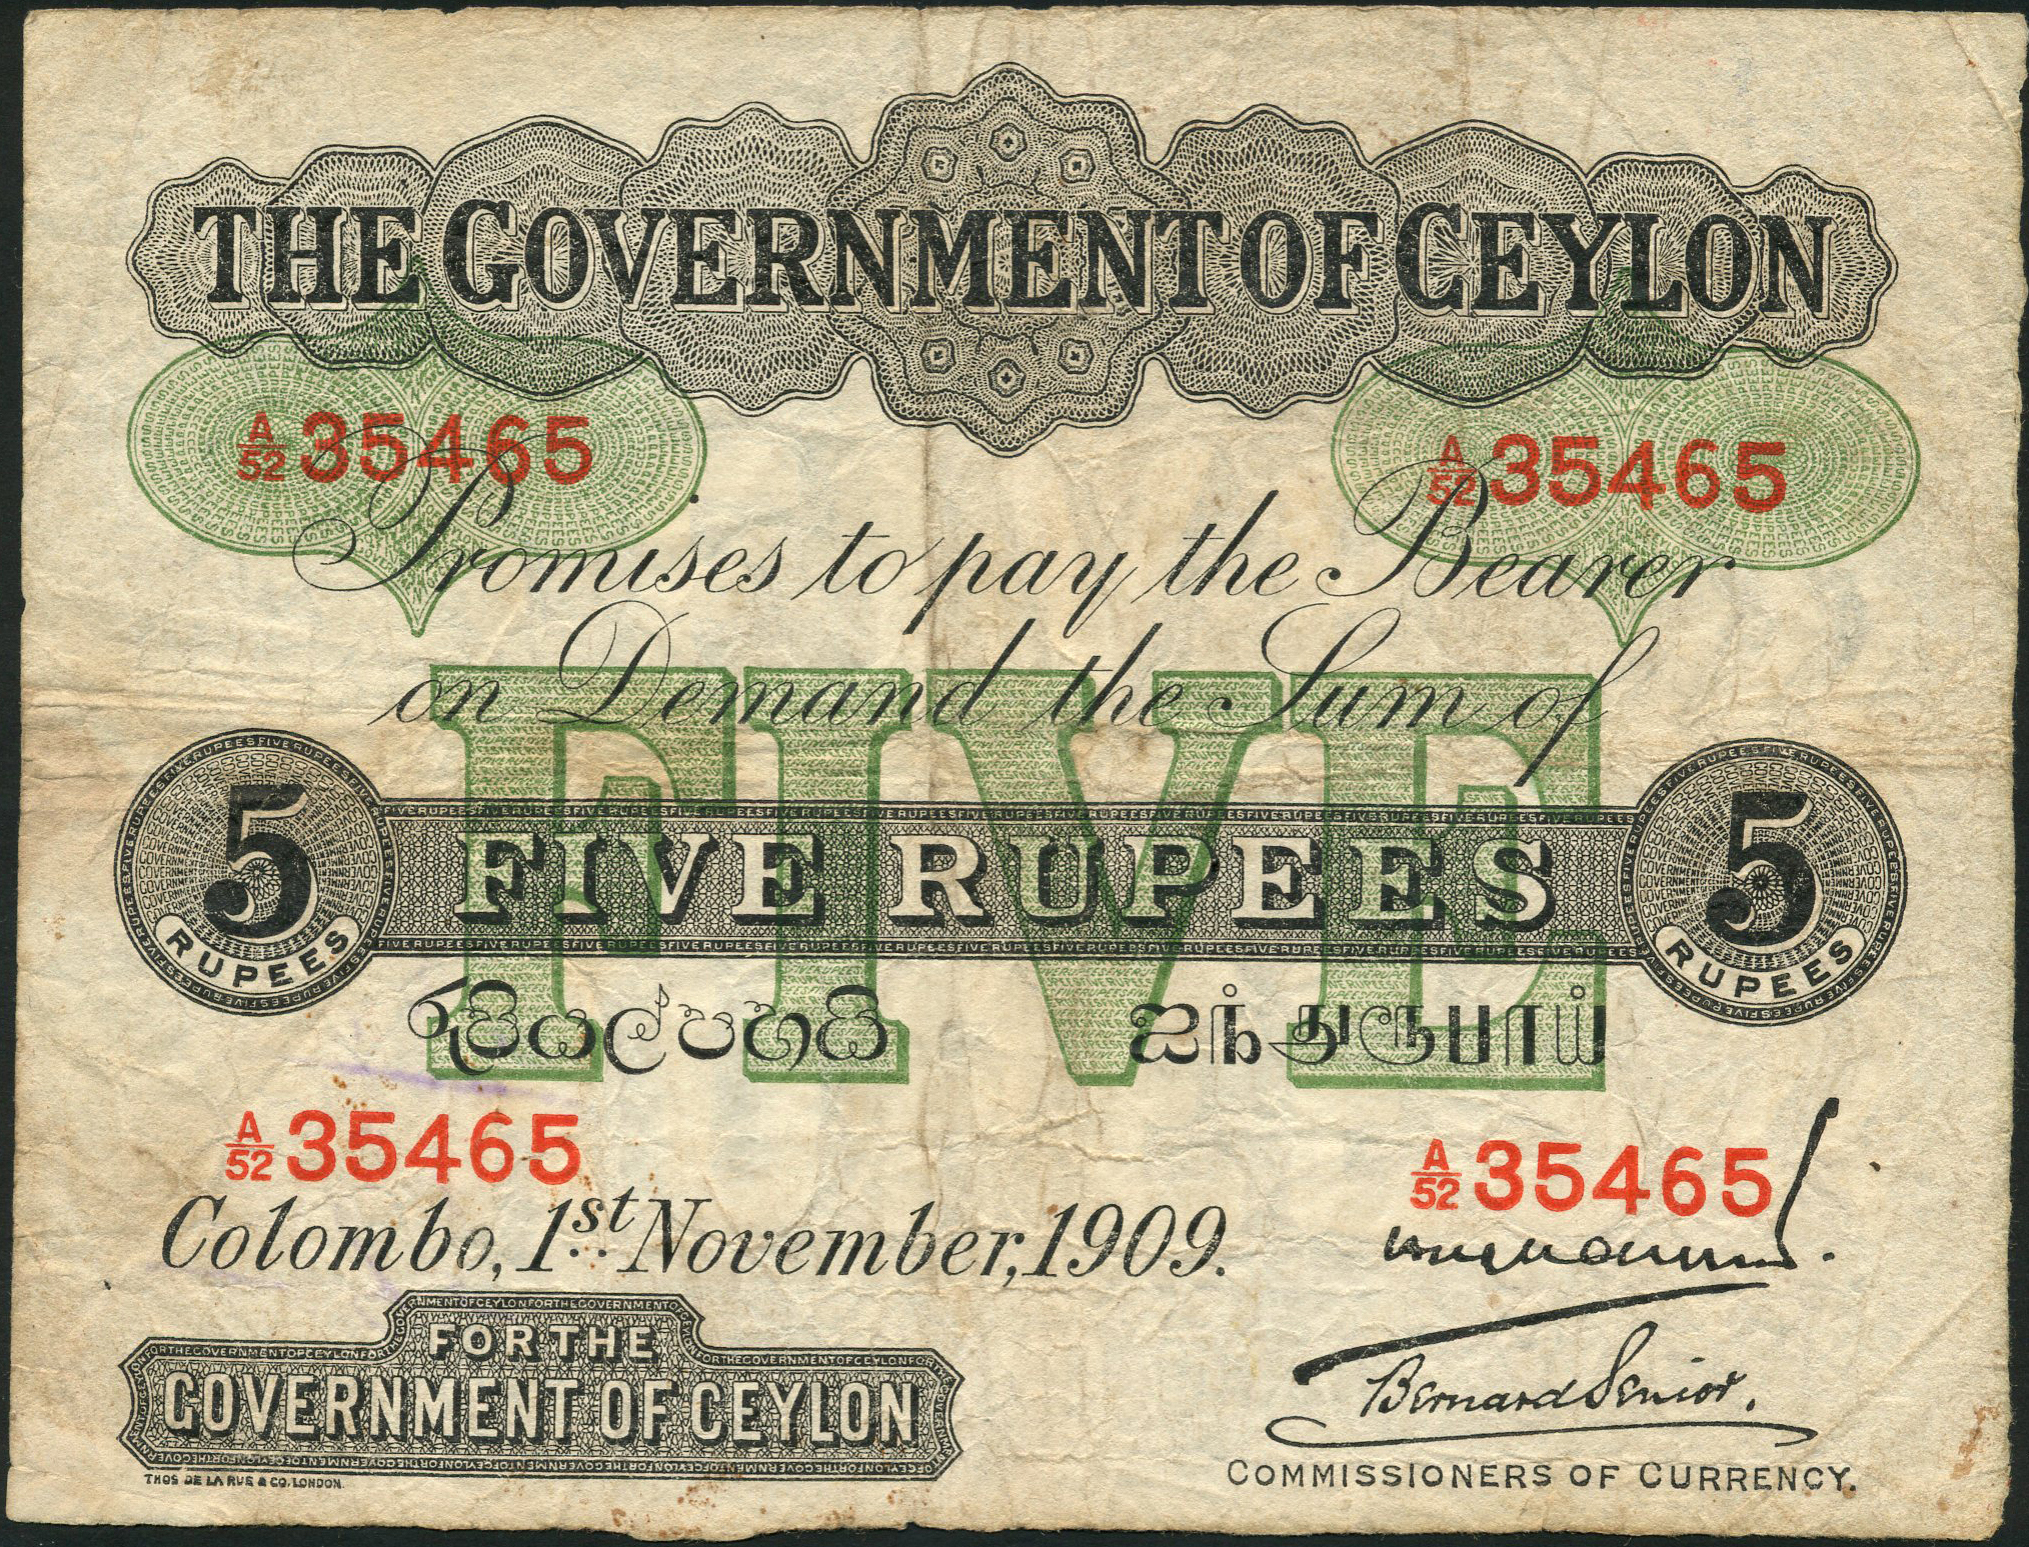 THE GOVERNMENT OF CEYLON
A/52 35465
A/52 35465
Promises to pay the Bearer
on Demand the Sum of
FIVE
5 RUPEES
FIVE RUPEES
5 RUPEES
රුපියල් පහයි
ஐந்துரூபாய்
A/52 35465
A/52 35465
Colombo, 1st November, 1909.
Bernard Senior.
FOR THE
GOVERNMENT OF CEYLON
COMMISSIONERS OF CURRENCY.
THOS DE LA RUE & CO. LONDON.